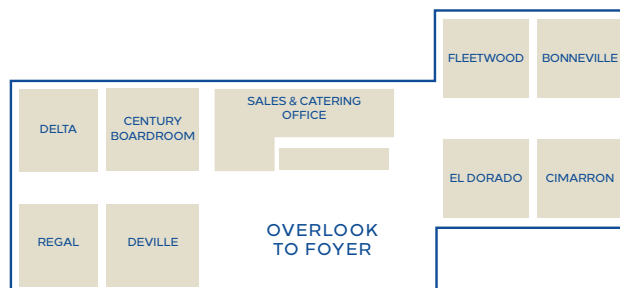 FLEETWOOD
BONNEVILLE
SALES & CATERING
OFFICE
DELTA
CENTURY
BOARDROOM
EL DORADO
CIMARRON
REGAL
DEVILLE
OVERLOOK
TO FOYER